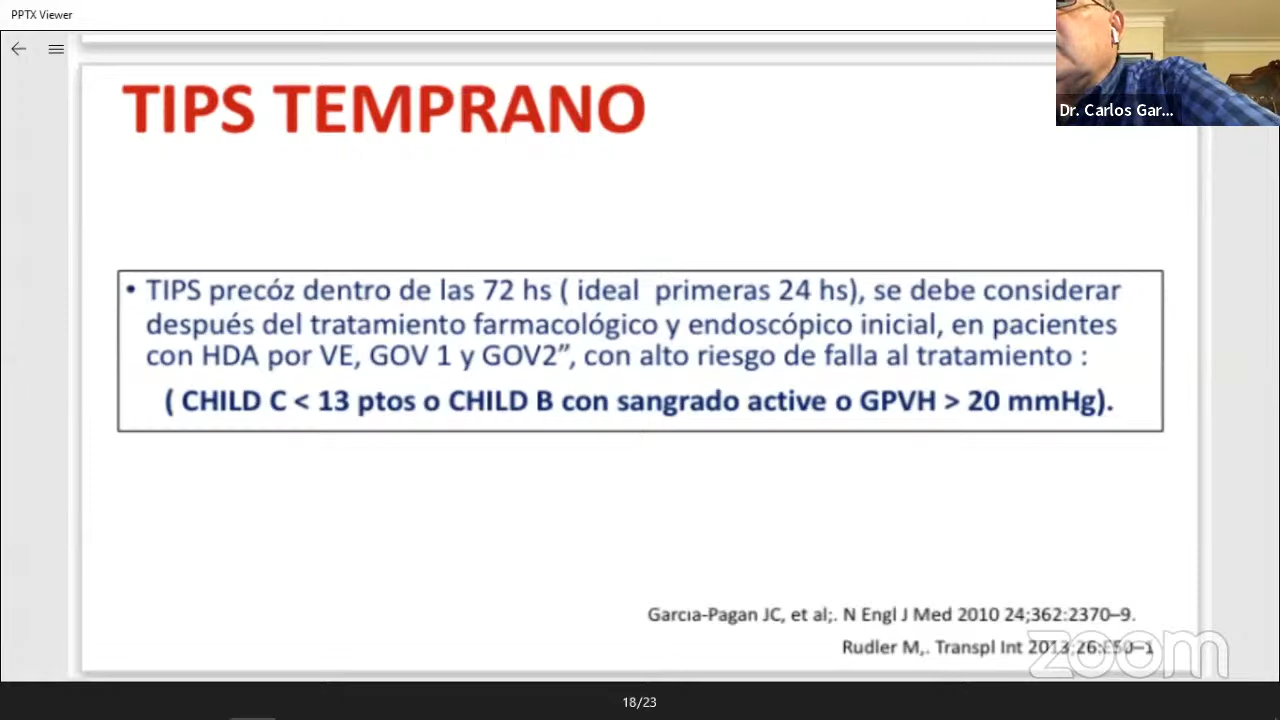 PPTX Viewer
TIPS TEMPRANO
Dr. Carlos Gar...
• TIPS precóz dentro de las 72 hs ( ideal primeras 24 hs), se debe considerar
después del tratamiento farmacológico y endoscópico inicial, en pacientes
con HDA por VE, GOV 1 y GOV2”, con alto riesgo de falla al tratamiento :
( CHILD C < 13 ptos o CHILD B con sangrado active o GPVH > 20 mmHg).
Garcıa-Pagan JC, et al;. N Engl J Med 2010 24;362:2370–9.
Rudler M,. Transpl Int 2013;26:E50–1
zoom
18/23